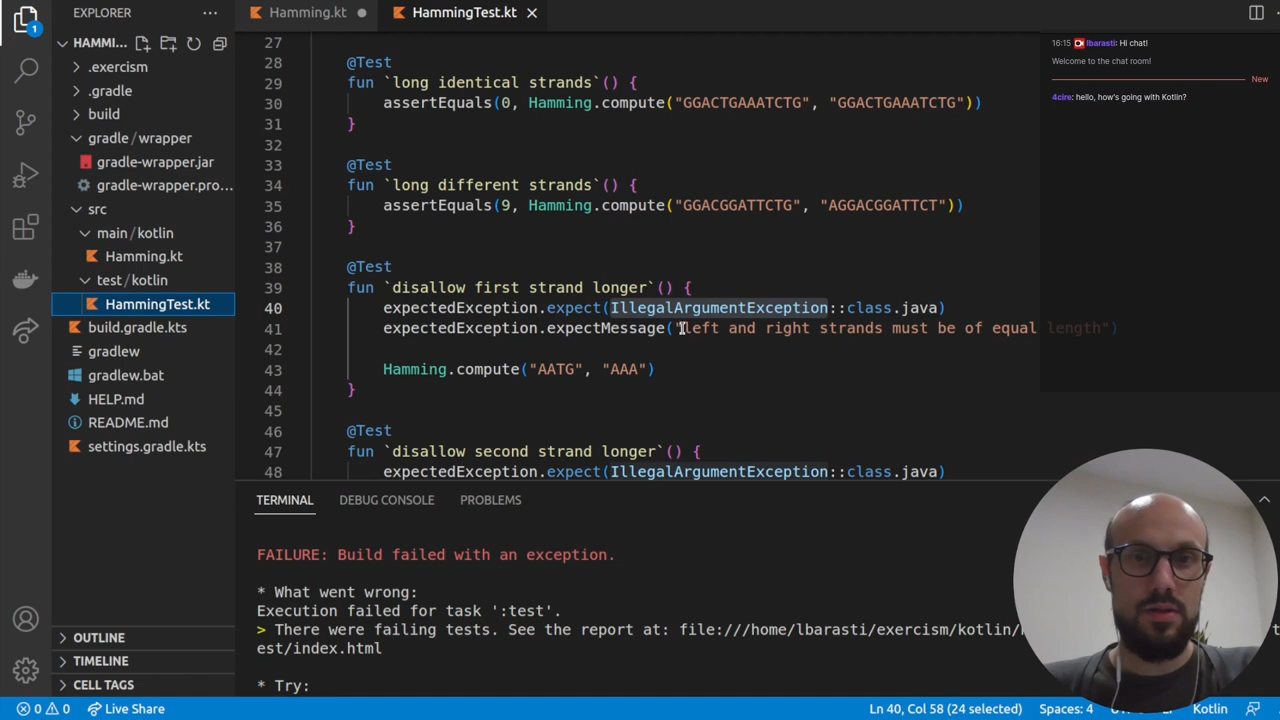 EXPLORER
Hamming.kt
HammingTest.kt
1
HAMMI...
.exercism
.gradle
build
gradle/wrapper
gradle-wrapper.jar
gradle-wrapper.pro...
src
main/kotlin
Hamming.kt
test/kotlin
HammingTest.kt
build.gradle.kts
gradlew
gradlew.bat
HELP.md
README.md
settings.gradle.kts
OUTLINE
TIMELINE
CELL TAGS
27
28 @Test
29 fun `long identical strands`() {
30 assertEquals(0, Hamming.compute("GGACTGAAATCTG", "GGACTGAAATCTG"))
31 }
32
33 @Test
34 fun `long different strands`() {
35 assertEquals(9, Hamming.compute("GGACGGATTCTG", "AGGACGGATTCT"))
36 }
37
38 @Test
39 fun `disallow first strand longer`() {
40 expectedException.expect(IllegalArgumentException::class.java)
41 expectedException.expectMessage("left and right strands must be of equal length")
42
43 Hamming.compute("AATG", "AAA")
44 }
45
46 @Test
47 fun `disallow second strand longer`() {
48 expectedException.expect(IllegalArgumentException::class.java)
16:15 lbarasti: Hi chat!
Welcome to the chat room!
New
4c1re: hello, how's going with Kotlin?
TERMINAL DEBUG CONSOLE PROBLEMS
FAILURE: Build failed with an exception.
* What went wrong:
Execution failed for task ':test'.
> There were failing tests. See the report at: file:///home/lbarasti/exercism/kotlin/
est/index.html
* Try:
0 0 Live Share
Ln 40, Col 58 (24 selected) Spaces: 4 Kotlin